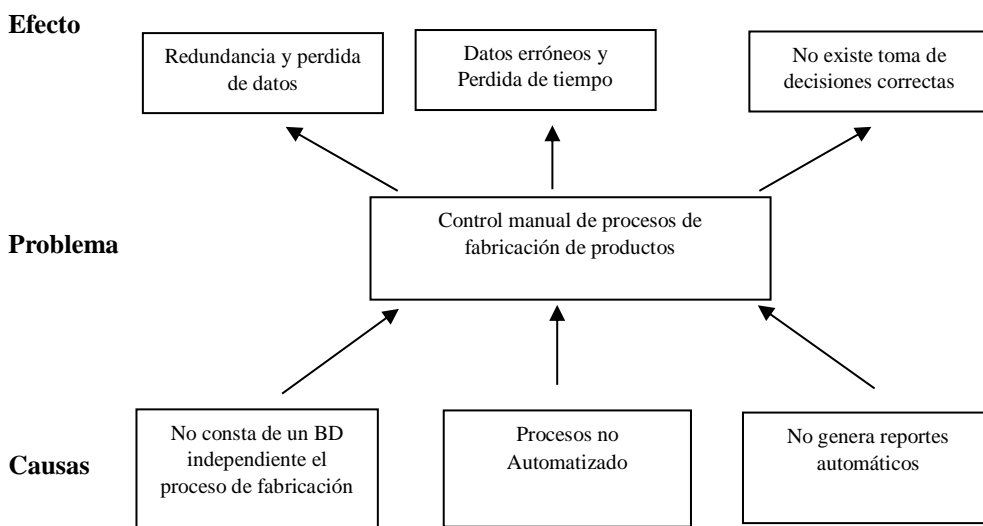 Efecto
Redundancia y perdida
de datos
Datos erróneos y
Perdida de tiempo
No existe toma de
decisiones correctas
Problema
Control manual de procesos de
fabricación de productos
Causas
No consta de un BD
independiente el
proceso de fabricación
Procesos no
Automatizado
No genera reportes
automáticos